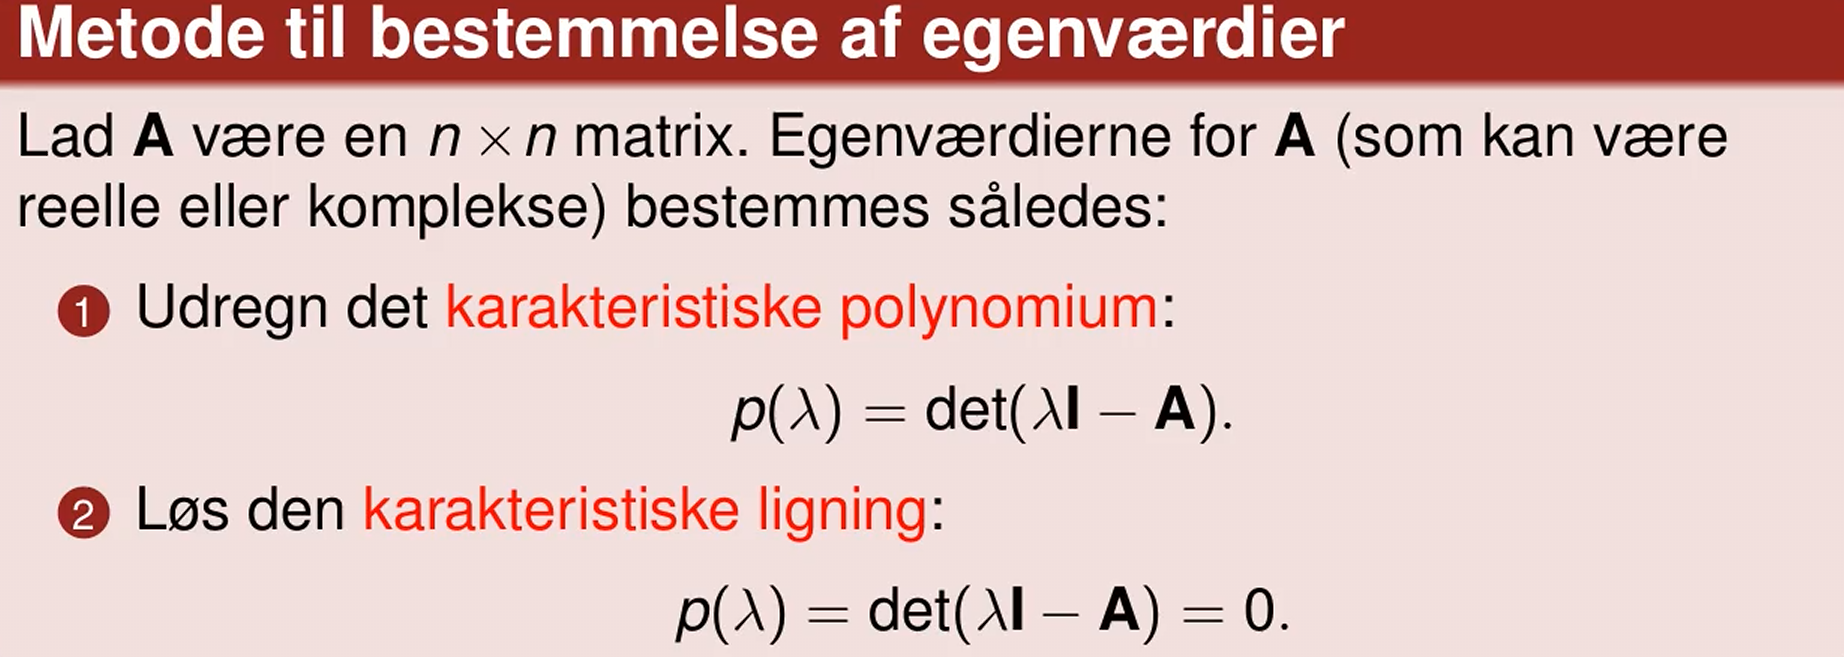 Metode til bestemmelse af egenværdier
Lad A være en n × n matrix. Egenværdierne for A (som kan være
reelle eller komplekse) bestemmes således:
1 Udregn det karakteristiske polynomium:
p(λ) = det(λI − A).
2 Løs den karakteristiske ligning:
p(λ) = det(λI − A) = 0.